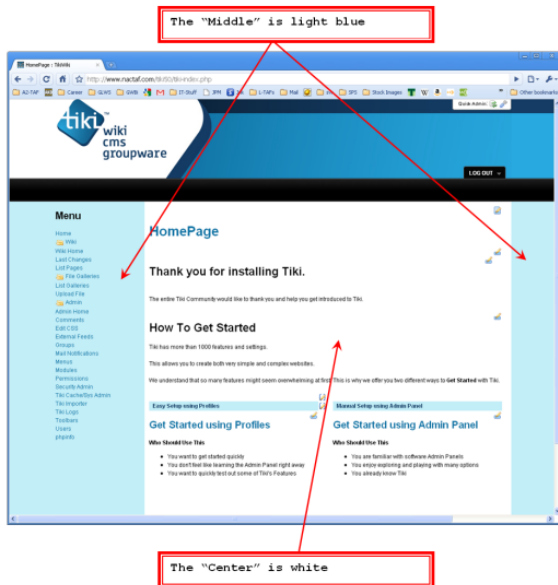 The “Middle” is light blue
HomePage : TikiWiki
http://www.nactaf.com/tiki50/tiki-index.php
Career
Stock Images
Other bookmarks
Quick Admin:
tiki
wiki
cms
groupware
LOG OUT
Menu
Home
Wiki
Wiki Home
Last Changes
List Pages
File Galleries
List Galleries
Upload File
Admin
Admin Home
Comments
Edit CSS
External Feeds
Groups
Mail Notifications
Menus
Modules
Permissions
Security Admin
Tiki Cache/Sys Admin
Tiki Importer
Tiki Logs
Toolbars
Users
phpinfo
HomePage
Thank you for installing Tiki.
The entire Tiki Community would like to thank you and help you get introduced to Tiki.
How To Get Started
Tiki has more than 1000 features and settings.
This allows you to create both very simple and complex websites.
We understand that so many features might seem overwhelming at first. This is why we offer you two different ways to Get Started with Tiki.
Easy Setup using Profiles
Get Started using Profiles
Who Should Use This
You want to get started quickly
You don't feel like learning the Admin Panel right away
You want to quickly test out some of Tiki's Features
Manual Setup using Admin Panel
Get Started using Admin Panel
Who Should Use This
You are familiar with software Admin Panels
You enjoy exploring and playing with many options
You already know Tiki
The “Center” is white